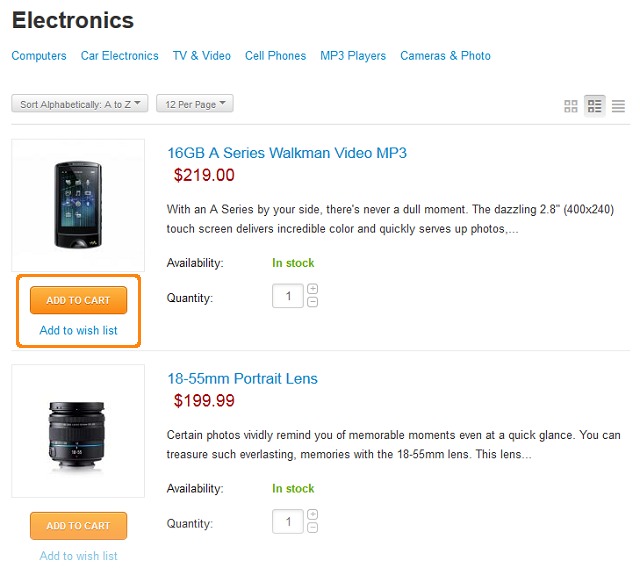 Electronics
Computers Car Electronics TV & Video Cell Phones MP3 Players Cameras & Photo
Sort Alphabetically: A to Z 12 Per Page
16GB A Series Walkman Video MP3
$219.00
With an A Series by your side, there's never a dull moment. The dazzling 2.8" (400x240)
touch screen delivers incredible color and quickly serves up photos,...
Availability: In stock
Quantity: 1 + −
ADD TO CART
Add to wish list
18-55mm Portrait Lens
$199.99
Certain photos vividly remind you of memorable moments even at a quick glance. You can
treasure such everlasting, memories with the 18-55mm lens. This lens...
18-55
Availability: In stock
Quantity: 1 + −
ADD TO CART
Add to wish list